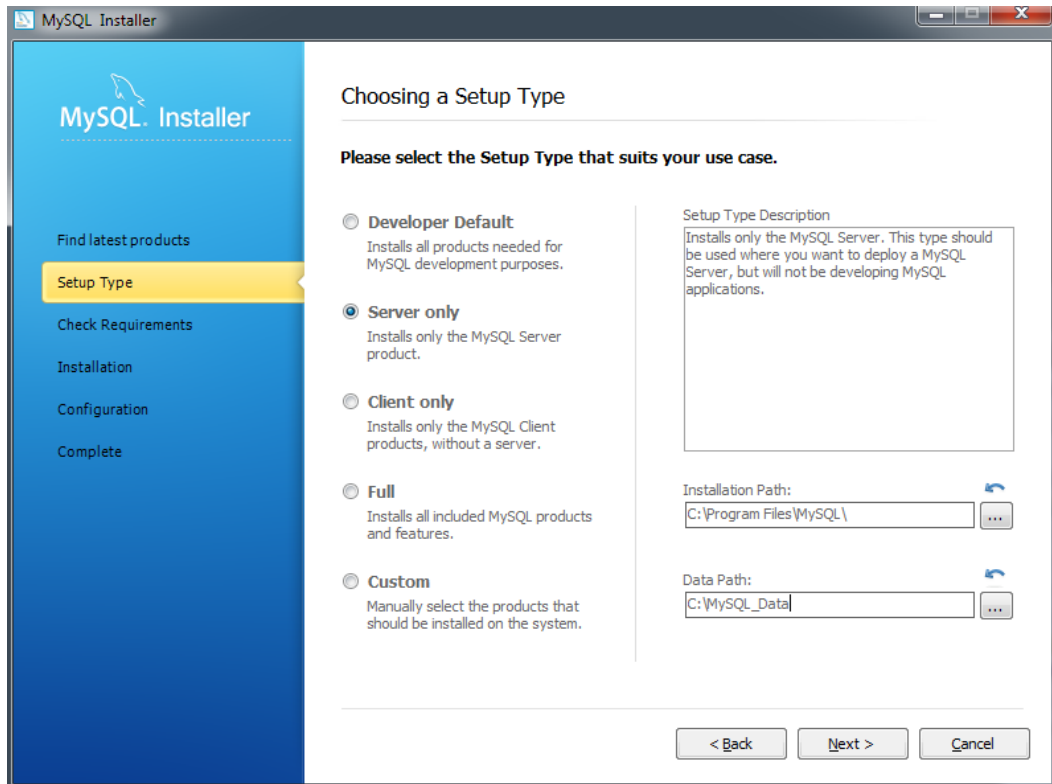 MySQL Installer
MySQL. Installer
Find latest products
Setup Type
Check Requirements
Installation
Configuration
Complete
Choosing a Setup Type
Please select the Setup Type that suits your use case.
Developer Default
Installs all products needed for
MySQL development purposes.
Server only
Installs only the MySQL Server
product.
Client only
Installs only the MySQL Client
products, without a server.
Full
Installs all included MySQL products
and features.
Custom
Manually select the products that
should be installed on the system.
Setup Type Description
Installs only the MySQL Server. This type should
be used where you want to deploy a MySQL
Server, but will not be developing MySQL
applications.
Installation Path:
C:\Program Files\MySQL\
...
Data Path:
C:\MySQL_Data
...
< Back
Next >
Cancel